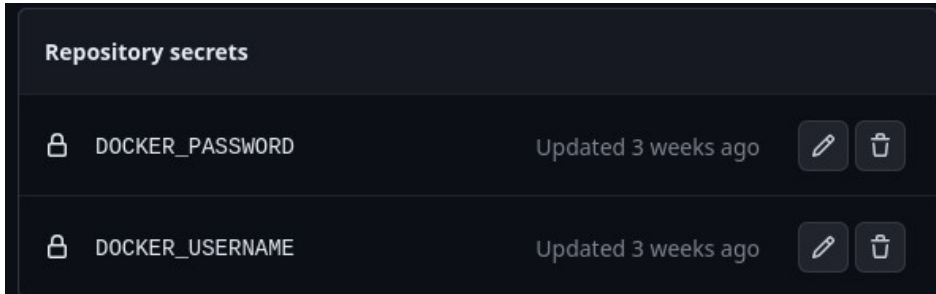 Repository secrets
DOCKER_PASSWORD Updated 3 weeks ago
DOCKER_USERNAME Updated 3 weeks ago